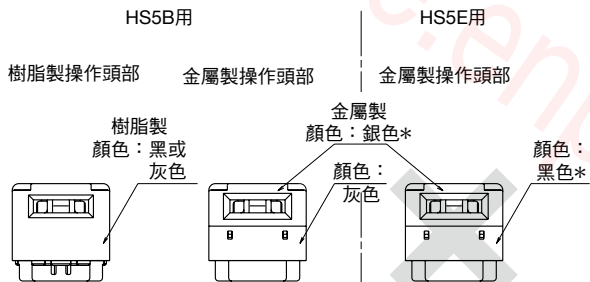 HS5B用
HS5E用
樹脂製操作頭部
金屬製操作頭部
金屬製操作頭部
樹脂製
顏色：黑或
灰色
金屬製
顏色：銀色*
顏色：
灰色
顏色：
黑色*